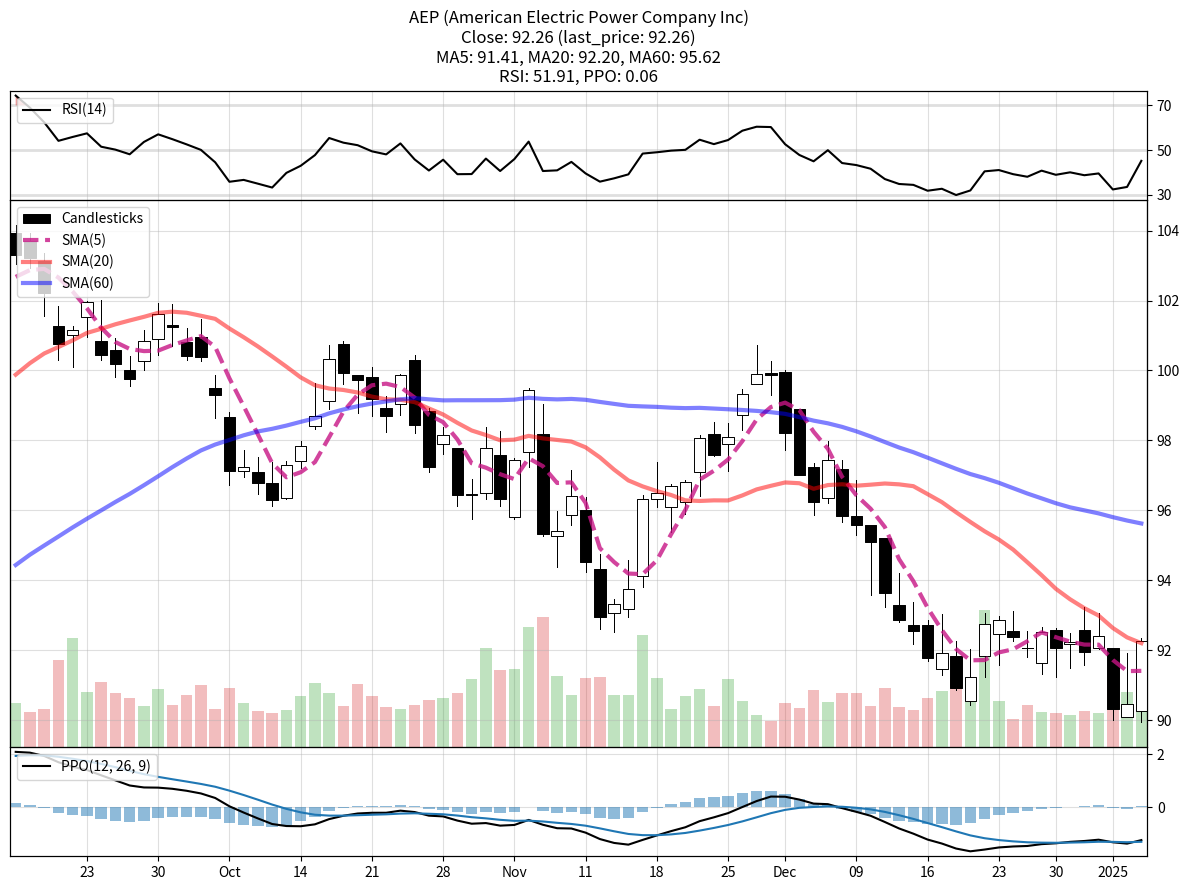 AEP (American Electric Power Company Inc)
Close: 92.26 (last_price: 92.26)
MA5: 91.41, MA20: 92.20, MA60: 95.62
RSI: 51.91, PPO: 0.06
RSI(14)
70
50
30
Candlesticks
SMA(5)
SMA(20)
SMA(60)
104
102
100
98
96
94
92
90
PPO(12, 26, 9)
2
0
23 30 Oct 14 21 28 Nov 11 18 25 Dec 09 16 23 30 2025